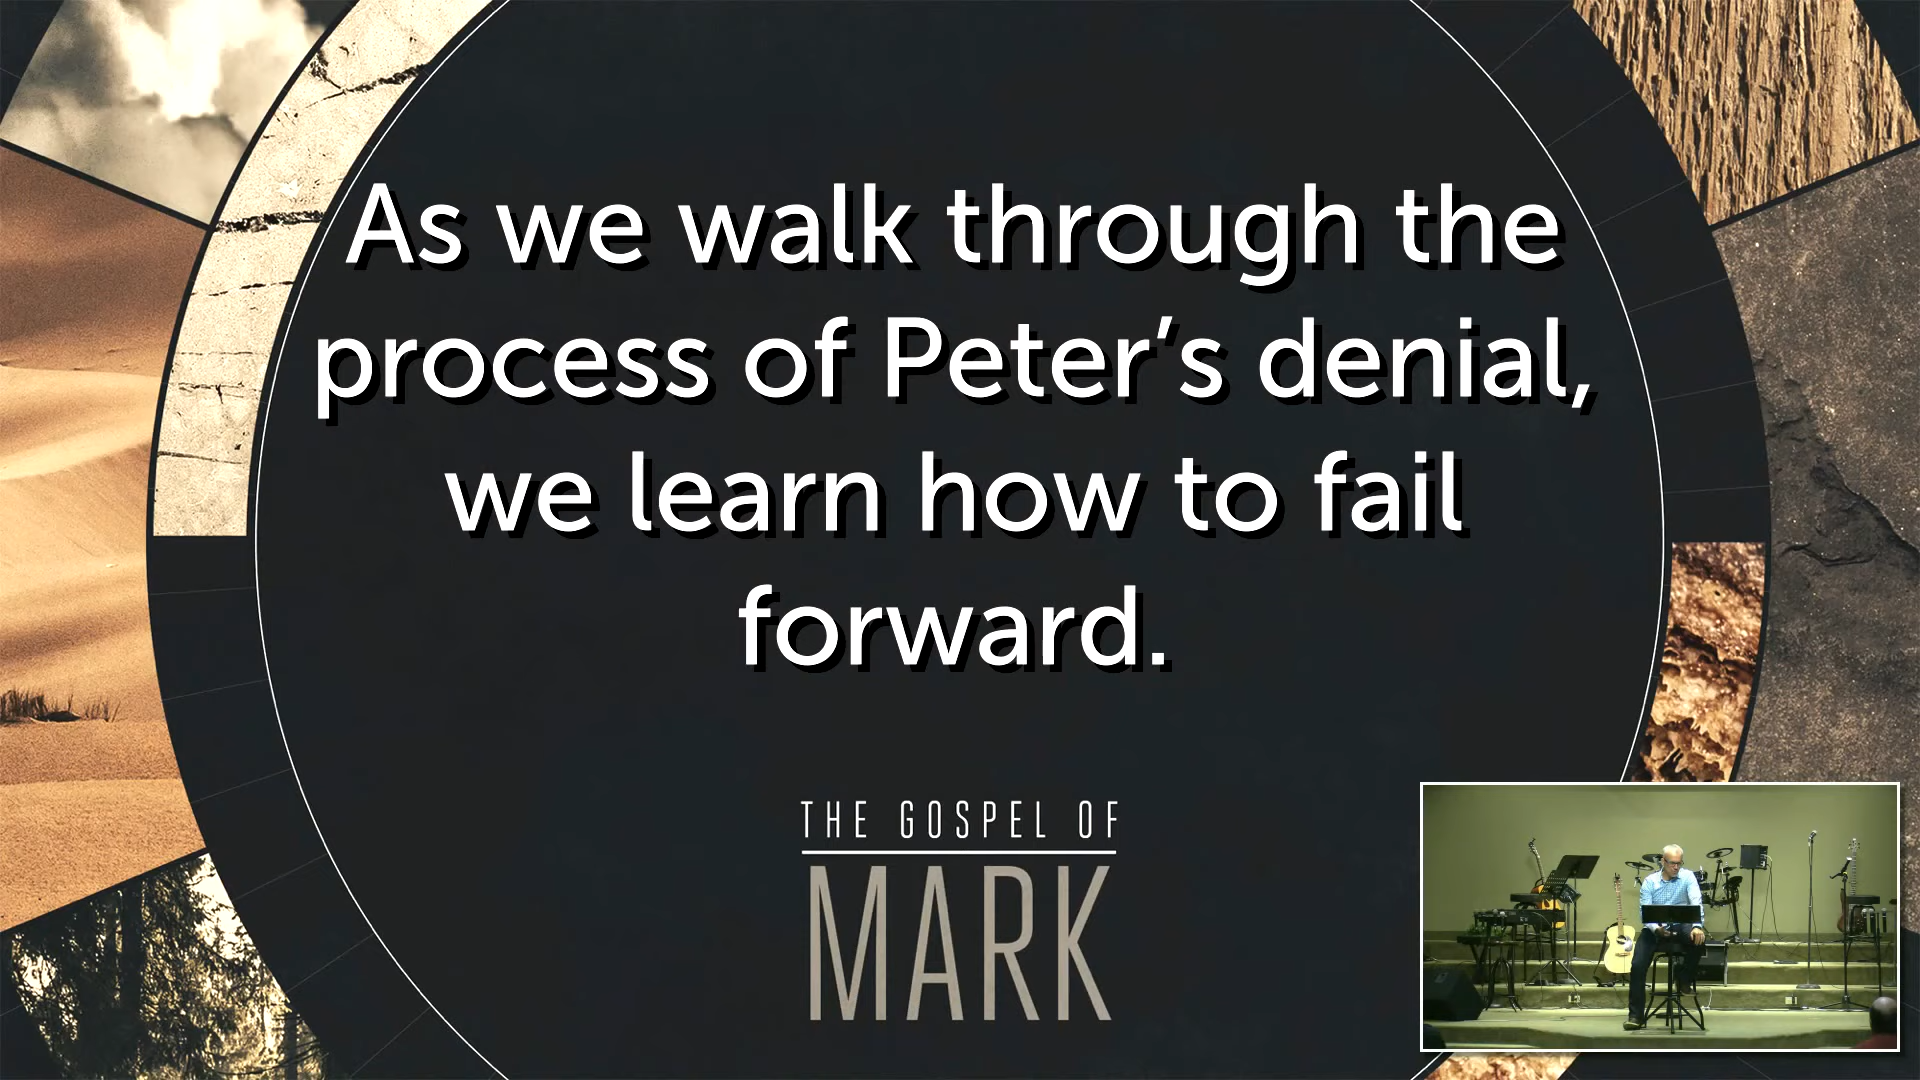 As we walk through the
process of Peter’s denial,
we learn how to fail
forward.
THE GOSPEL OF
MARK